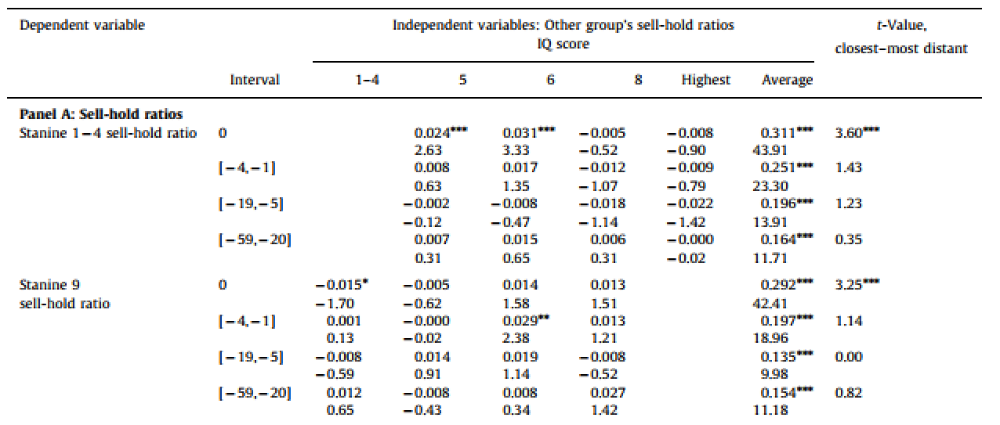 Dependent variable Independent variables: Other group's sell-hold ratios t-Value,
IQ score closest–most distant
Interval 1–4 5 6 8 Highest Average
Panel A: Sell-hold ratios
Stanine 1−4 sell-hold ratio 0 0.024*** 0.031*** −0.005 −0.008 0.311*** 3.60***
2.63 3.33 −0.52 −0.90 43.91
[−4,−1] 0.008 0.017 −0.012 −0.009 0.251*** 1.43
0.63 1.35 −1.07 −0.79 23.30
[−19,−5] −0.002 −0.008 −0.018 −0.022 0.196*** 1.23
−0.12 −0.47 −1.14 −1.42 13.91
[−59,−20] 0.007 0.015 0.006 −0.000 0.164*** 0.35
0.31 0.65 0.31 −0.02 11.71
Stanine 9 0 −0.015* −0.005 0.014 0.013 0.292*** 3.25***
sell-hold ratio −1.70 −0.62 1.58 1.51 42.41
[−4,−1] 0.001 −0.000 0.029** 0.013 0.197*** 1.14
0.13 −0.02 2.38 1.21 18.96
[−19,−5] −0.008 0.014 0.019 −0.008 0.135*** 0.00
−0.59 0.91 1.14 −0.52 9.98
[−59,−20] 0.012 −0.008 0.008 0.027 0.154*** 0.82
0.65 −0.43 0.34 1.42 11.18